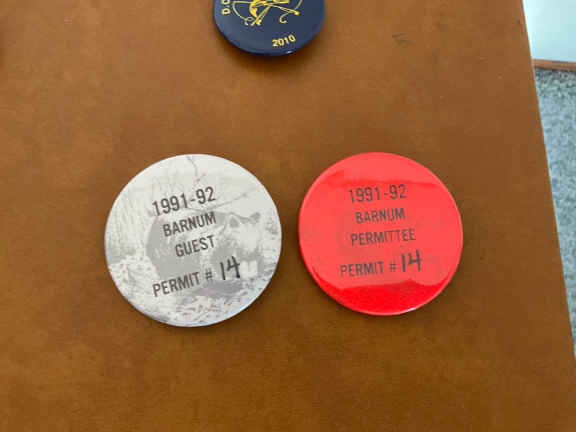 D.C
2010
1991-92
BARNUM
GUEST
PERMIT # 14
1991-92
BARNUM
PERMITTEE
PERMIT # 14